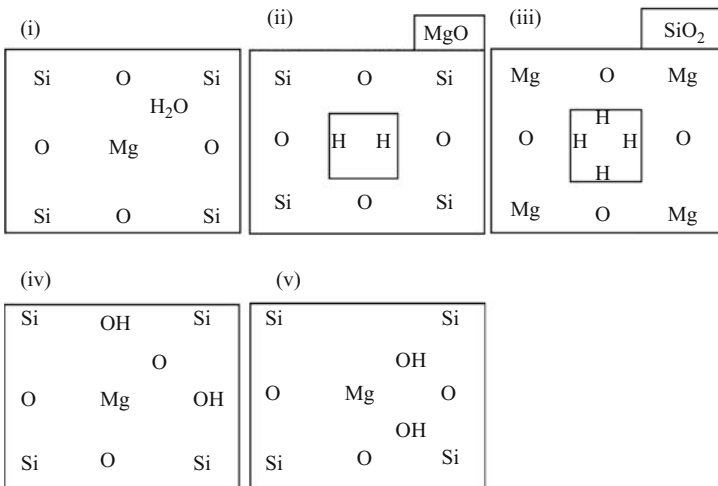 (i)
Si O Si
H₂O
O Mg O
Si O Si
(ii)
MgO
Si O Si
O H H O
Si O Si
(iii)
SiO₂
Mg O Mg
H
O H H O
H
Mg O Mg
(iv)
Si OH Si
O
O Mg OH
Si O Si
(v)
Si Si
OH
O Mg O
OH
Si O Si